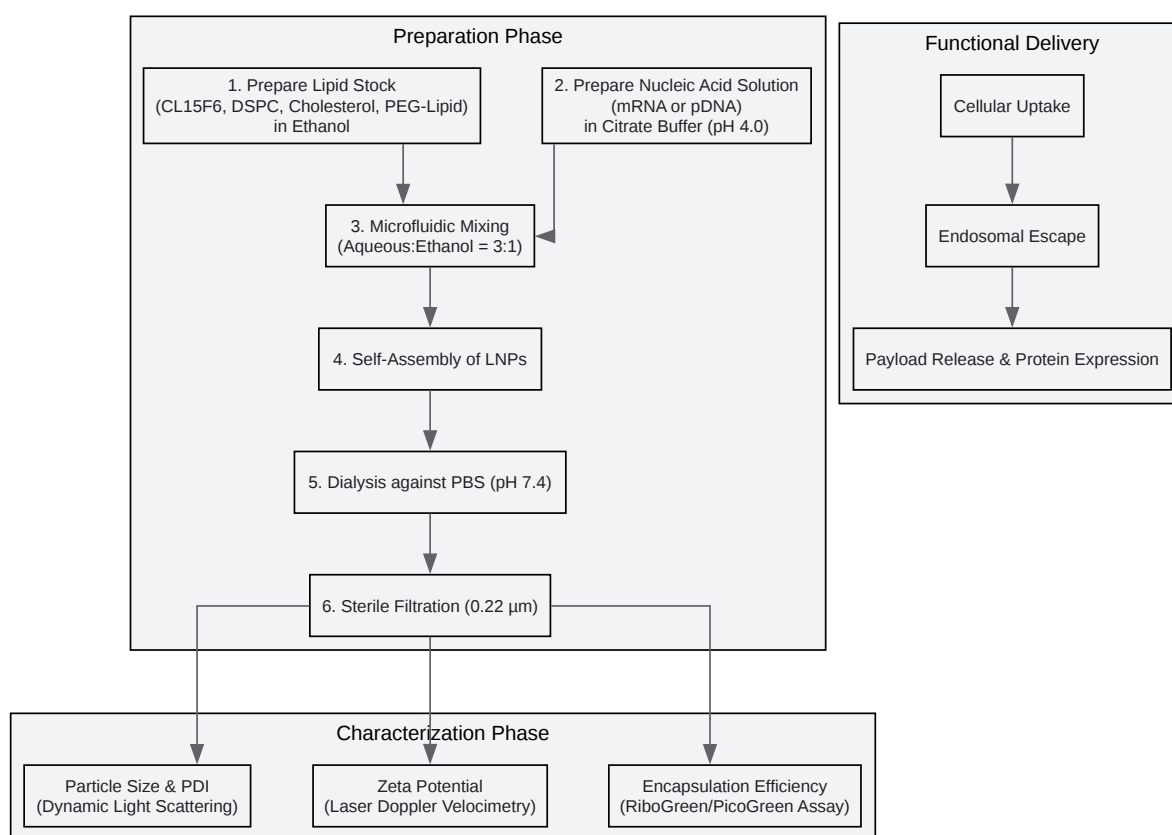 Preparation Phase
1. Prepare Lipid Stock
(CL15F6, DSPC, Cholesterol, PEG-Lipid)
in Ethanol
2. Prepare Nucleic Acid Solution
(mRNA or pDNA)
in Citrate Buffer (pH 4.0)
3. Microfluidic Mixing
(Aqueous:Ethanol = 3:1)
4. Self-Assembly of LNPs
5. Dialysis against PBS (pH 7.4)
6. Sterile Filtration (0.22 µm)
Functional Delivery
Cellular Uptake
Endosomal Escape
Payload Release & Protein Expression
Characterization Phase
Particle Size & PDI
(Dynamic Light Scattering)
Zeta Potential
(Laser Doppler Velocimetry)
Encapsulation Efficiency
(RiboGreen/PicoGreen Assay)